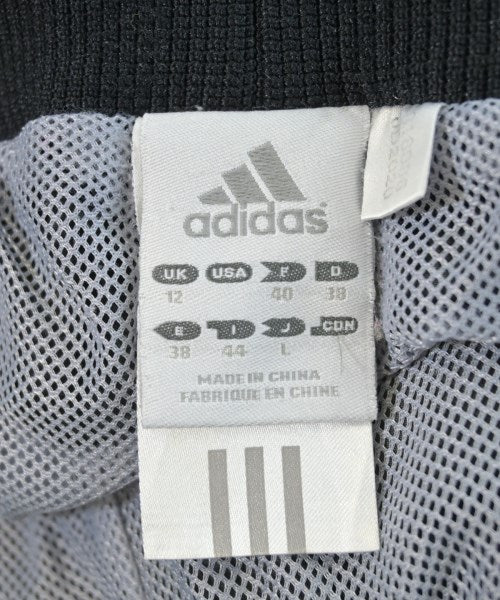 adidas
UK USA F D
12 40 38
E I J CDN
38 44 L
MADE IN CHINA
FABRIQUE EN CHINE